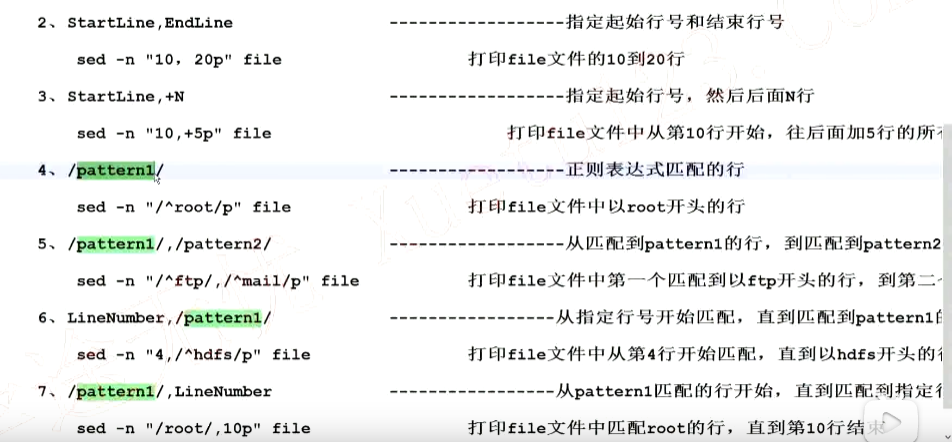 2、StartLine,EndLine ------------------指定起始行号和结束行号
sed -n "10, 20p" file 打印file文件的10到20行
3、StartLine,+N ------------------指定起始行号，然后后面N行
sed -n "10,+5p" file 打印file文件中从第10行开始，往后面加5行的所
4、/pattern1/ ------------------正则表达式匹配的行
sed -n "/^root/p" file 打印file文件中以root开头的行
5、/pattern1/,/pattern2/ ------------------从匹配到pattern1的行，到匹配到pattern2
sed -n "/^ftp/,/^mail/p" file 打印file文件中第一个匹配到以ftp开头的行，到第二
6、LineNumber,/pattern1/ -----------------从指定行号开始匹配，直到匹配到pattern1
sed -n "4,/^hdfs/p" file 打印file文件中从第4行开始匹配，直到以hdfs开头的
7、/pattern1/,LineNumber -----------------从pattern1匹配的行开始，直到匹配到指定
sed -n "/root/,10p" file 打印file文件中匹配root的行，直到第10行结束